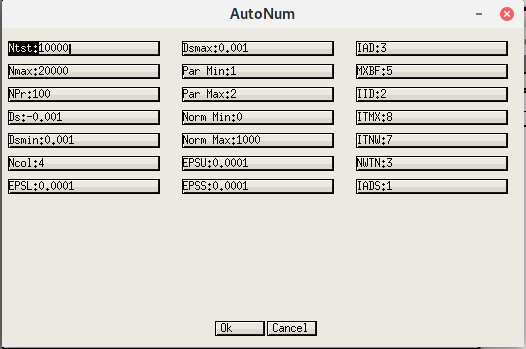 AutoNum
Ntst:10000 Dsmax:0.001 IAD:3
Nmax:20000 Par Min:1 MXBF:5
NPr:100 Par Max:2 IID:2
Ds:-0.001 Norm Min:0 ITMX:8
Dsmin:0.001 Norm Max:1000 ITNW:7
Ncol:4 EPSU:0.0001 NWTN:3
EPSL:0.0001 EPSS:0.0001 IADS:1
Ok Cancel